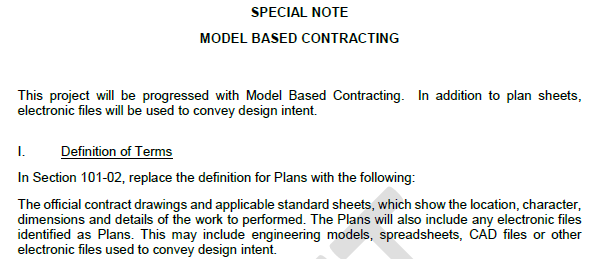 SPECIAL NOTE
MODEL BASED CONTRACTING
This project will be progressed with Model Based Contracting. In addition to plan sheets,
electronic files will be used to convey design intent.
I. Definition of Terms
In Section 101-02, replace the definition for Plans with the following:
The official contract drawings and applicable standard sheets, which show the location, character,
dimensions and details of the work to performed. The Plans will also include any electronic files
identified as Plans. This may include engineering models, spreadsheets, CAD files or other
electronic files used to convey design intent.